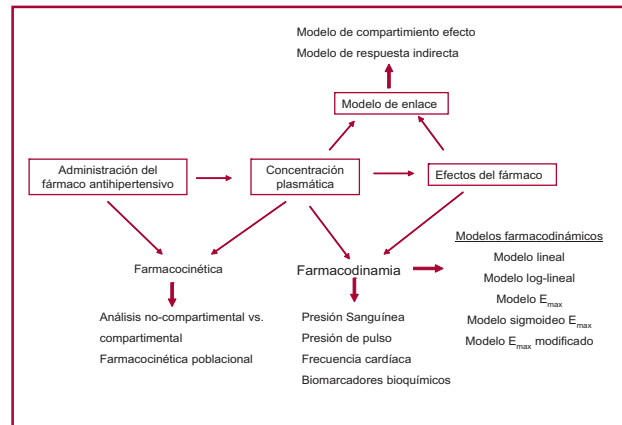 Modelo de compartimiento efecto
Modelo de respuesta indirecta
Modelo de enlace
Administración del
fármaco antihipertensivo
Concentración
plasmática
Efectos del fármaco
Farmacocinética
Farmacodinamia
Modelos farmacodinámicos
Modelo lineal
Modelo log-lineal
Modelo Emax
Modelo sigmoideo Emax
Modelo Emax modificado
Análisis no-compartimental vs.
compartimental
Farmacocinética poblacional
Presión Sanguínea
Presión de pulso
Frecuencia cardíaca
Biomarcadores bioquímicos